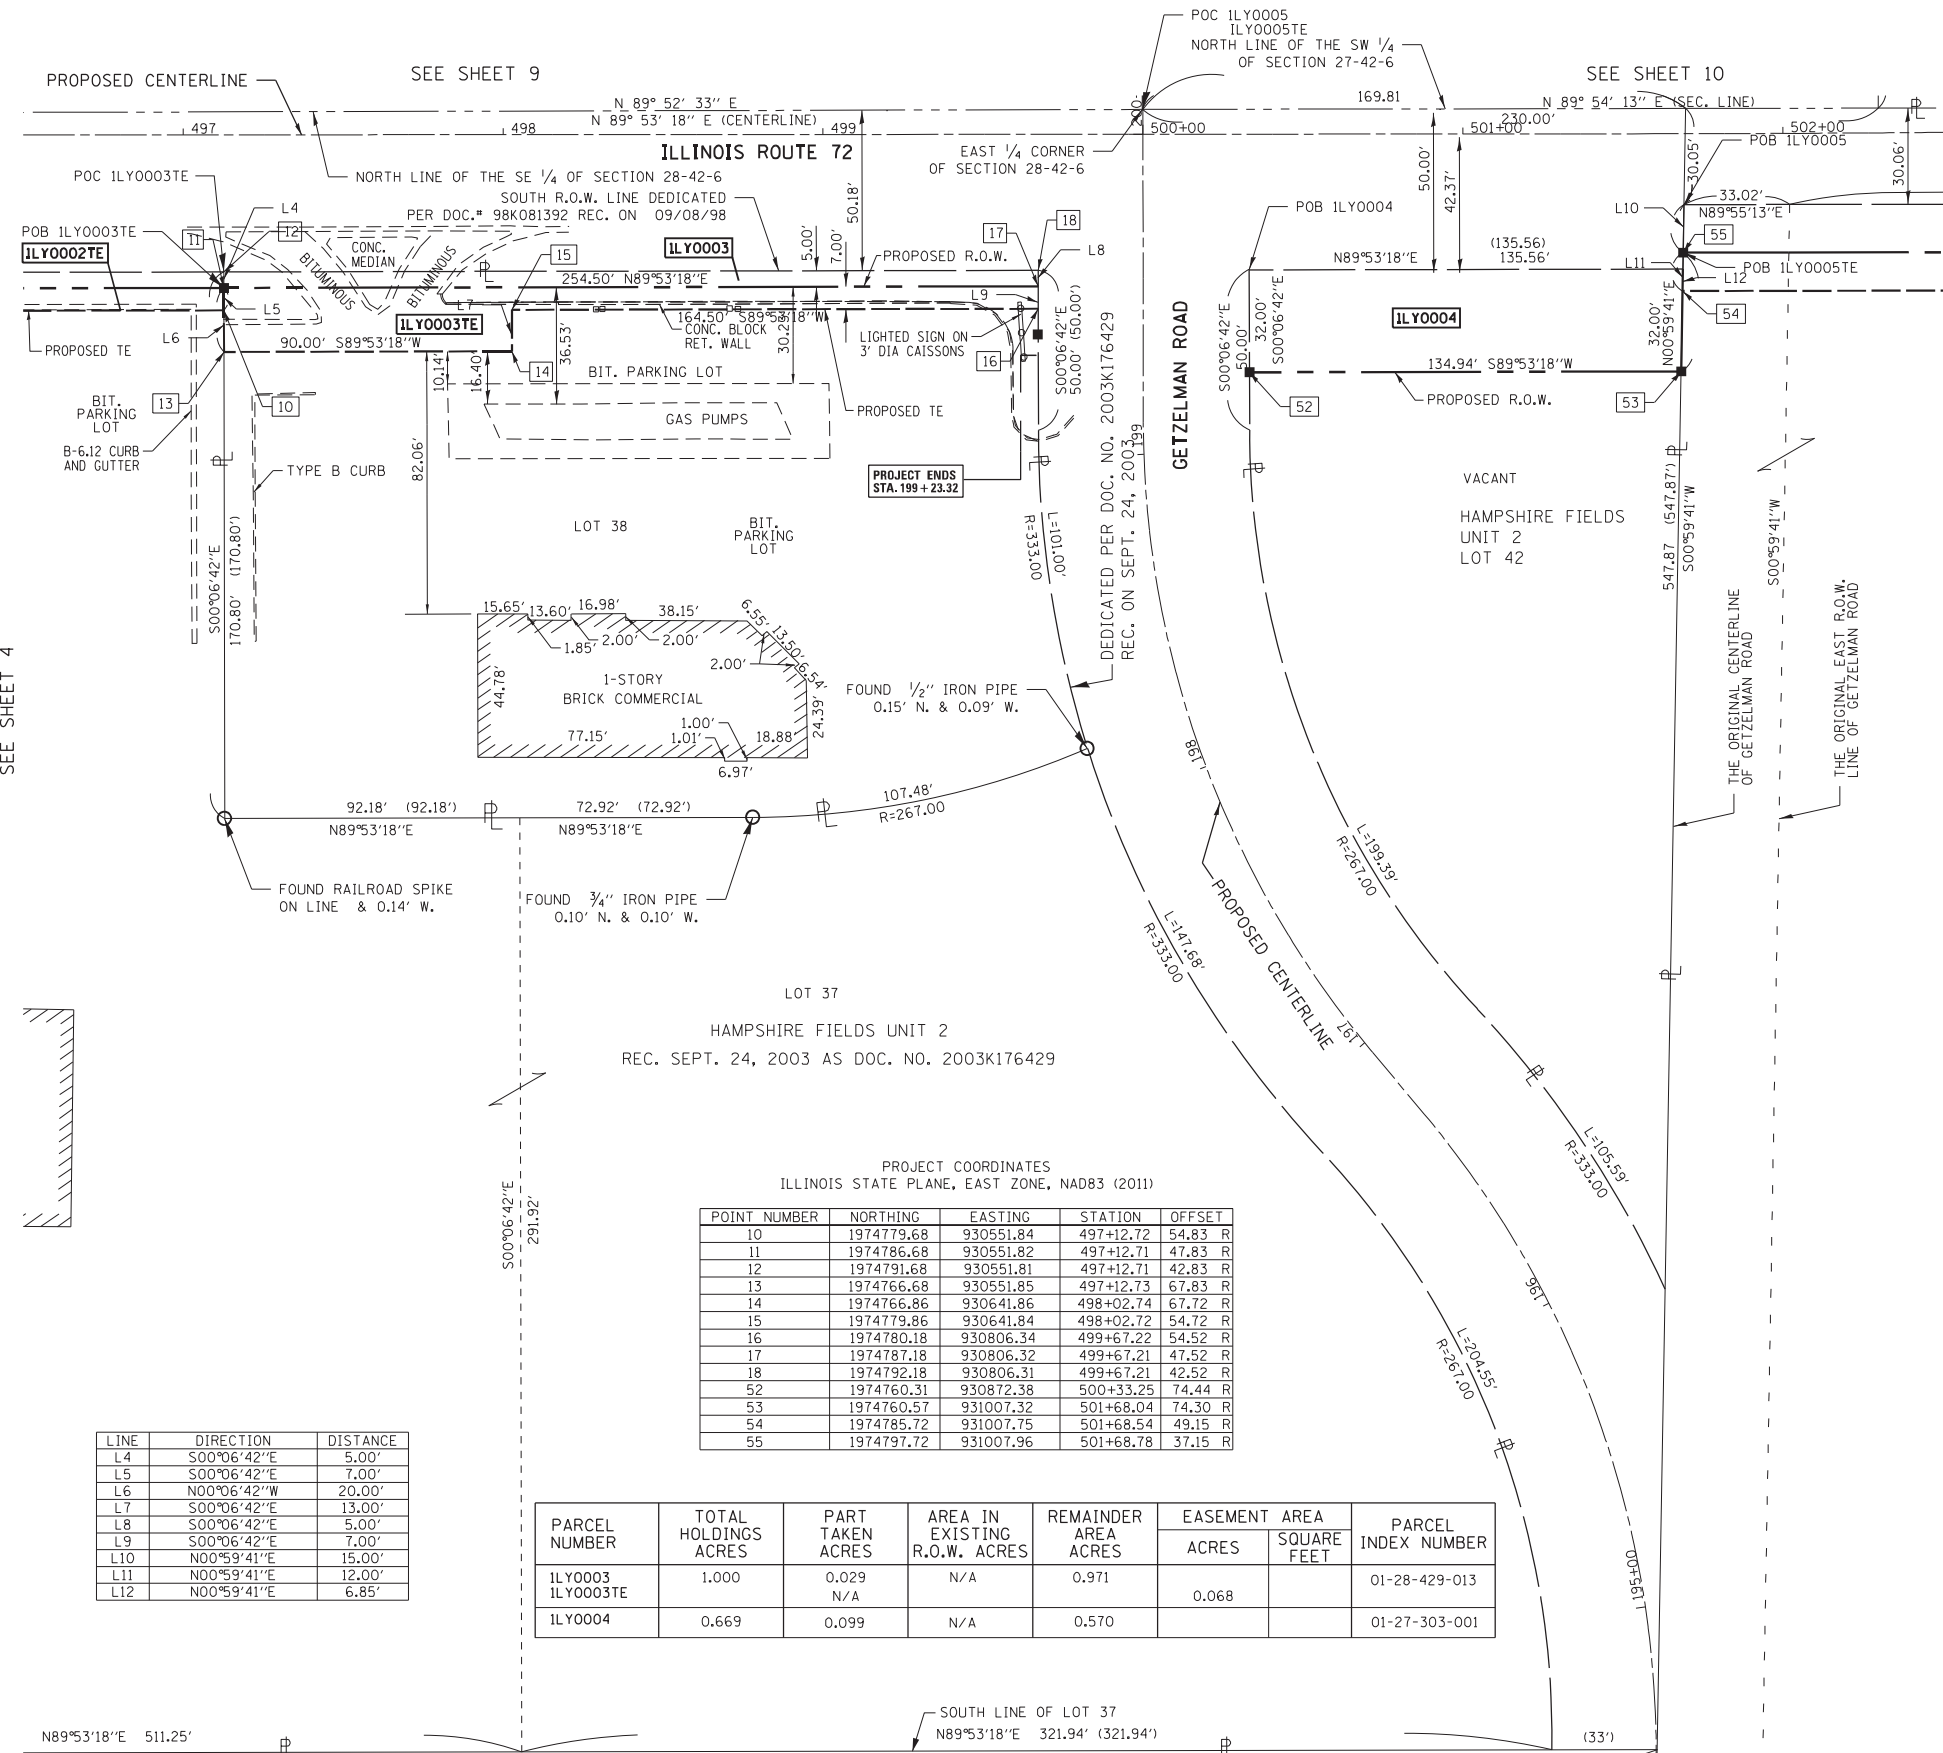 POC 1LY0005
ILY0005TE
NORTH LINE OF THE SW 1/4
OF SECTION 27-42-6
PROPOSED CENTERLINE
SEE SHEET 9
SEE SHEET 10
N 89° 52' 33" E
N 89° 53' 18" E (CENTERLINE)
169.81
N 89° 54' 13" E (SEC. LINE)
230.00'
497
498
499
200
500+00
501+00
502+00
ILLINOIS ROUTE 72
EAST 1/4 CORNER
OF SECTION 28-42-6
POB 1LY0005
POC 1LY0003TE
NORTH LINE OF THE SE 1/4 OF SECTION 28-42-6
SOUTH R.O.W. LINE DEDICATED
PER DOC.# 98K081392 REC. ON 09/08/98
50.18'
50.00'
42.37'
30.05'
30.06'
33.02'
N89°55'13"E
L4
POB 1LY0003TE
11
12
1LY0002TE
CONC.
MEDIAN
BITUMINOUS
BITUMINOUS
15
1LY0003
5.00'
7.00'
PROPOSED R.O.W.
17
18
L8
POB 1LY0004
L10
55
N89°53'18"E
(135.56)
135.56'
L11
POB 1LY0005TE
L12
54
254.50' N89°53'18"E
L5
L6
L7
L9
1LY0003TE
164.50' S89°53'18"W
CONC. BLOCK
RET. WALL
36.53'
30.23'
LIGHTED SIGN ON
3' DIA CAISSONS
16
S00°06'42"E
50.00' (50.00')
GETZELMAN ROAD
S00°06'42"E
50.00'
32.00'
S00°06'42"E
1LY0004
32.00'
N00°59'41"E
PROPOSED TE
90.00' S89°53'18"W
10.14'
16.40'
14
BIT. PARKING LOT
134.94' S89°53'18"W
PROPOSED R.O.W.
52
53
BIT.
PARKING
LOT
13
10
GAS PUMPS
PROPOSED TE
B-6.12 CURB
AND GUTTER
TYPE B CURB
82.06'
PROJECT ENDS
STA. 199 + 23.32
199
VACANT
HAMPSHIRE FIELDS
UNIT 2
LOT 42
547.87 (547.87')
S00°59'41"W
S00°59'41"W
S00°06'42"E
170.80' (170.80')
LOT 38
BIT.
PARKING
LOT
L=101.00'
R=333.00
DEDICATED PER DOC. NO. 2003K176429
REC. ON SEPT. 24, 2003
THE ORIGINAL CENTERLINE
OF GETZELMAN ROAD
THE ORIGINAL EAST R.O.W.
LINE OF GETZELMAN ROAD
SEE SHEET 4
15.65'
13.60'
16.98'
38.15'
6.55'
13.50'
6.54'
1.85'
2.00'
2.00'
2.00'
44.78'
1-STORY
BRICK COMMERCIAL
24.39'
77.15'
1.00'
1.01'
18.88'
6.97'
FOUND 1/2" IRON PIPE
0.15' N. & 0.09' W.
198
92.18' (92.18')
N89°53'18"E
72.92' (72.92')
N89°53'18"E
107.48'
R=267.00
FOUND RAILROAD SPIKE
ON LINE & 0.14' W.
FOUND 3/4" IRON PIPE
0.10' N. & 0.10' W.
L=199.39'
R=267.00
L=147.68'
R=333.00
PROPOSED CENTERLINE
197
LOT 37
HAMPSHIRE FIELDS UNIT 2
REC. SEPT. 24, 2003 AS DOC. NO. 2003K176429
L=105.59'
R=333.00
S00°06'42"E
291.92'
196
L=204.55'
R=267.00
195+00
PROJECT COORDINATES
ILLINOIS STATE PLANE, EAST ZONE, NAD83 (2011)
POINT NUMBER NORTHING EASTING STATION OFFSET
10 1974779.68 930551.84 497+12.72 54.83 R
11 1974786.68 930551.82 497+12.71 47.83 R
12 1974791.68 930551.81 497+12.71 42.83 R
13 1974766.68 930551.85 497+12.73 67.83 R
14 1974766.86 930641.86 498+02.74 67.72 R
15 1974779.86 930641.84 498+02.72 54.72 R
16 1974780.18 930806.34 499+67.22 54.52 R
17 1974787.18 930806.32 499+67.21 47.52 R
18 1974792.18 930806.31 499+67.21 42.52 R
52 1974760.31 930872.38 500+33.25 74.44 R
53 1974760.57 931007.32 501+68.04 74.30 R
54 1974785.72 931007.75 501+68.54 49.15 R
55 1974797.72 931007.96 501+68.78 37.15 R
LINE DIRECTION DISTANCE
L4 S00°06'42"E 5.00'
L5 S00°06'42"E 7.00'
L6 N00°06'42"W 20.00'
L7 S00°06'42"E 13.00'
L8 S00°06'42"E 5.00'
L9 S00°06'42"E 7.00'
L10 N00°59'41"E 15.00'
L11 N00°59'41"E 12.00'
L12 N00°59'41"E 6.85'
PARCEL NUMBER TOTAL HOLDINGS ACRES PART TAKEN ACRES AREA IN EXISTING R.O.W. ACRES REMAINDER AREA ACRES EASEMENT AREA ACRES SQUARE FEET PARCEL INDEX NUMBER
1LY0003 1.000 0.029 N/A 0.971 01-28-429-013
1LY0003TE N/A 0.068
1LY0004 0.669 0.099 N/A 0.570 01-27-303-001
N89°53'18"E 511.25'
SOUTH LINE OF LOT 37
N89°53'18"E 321.94' (321.94')
(33')